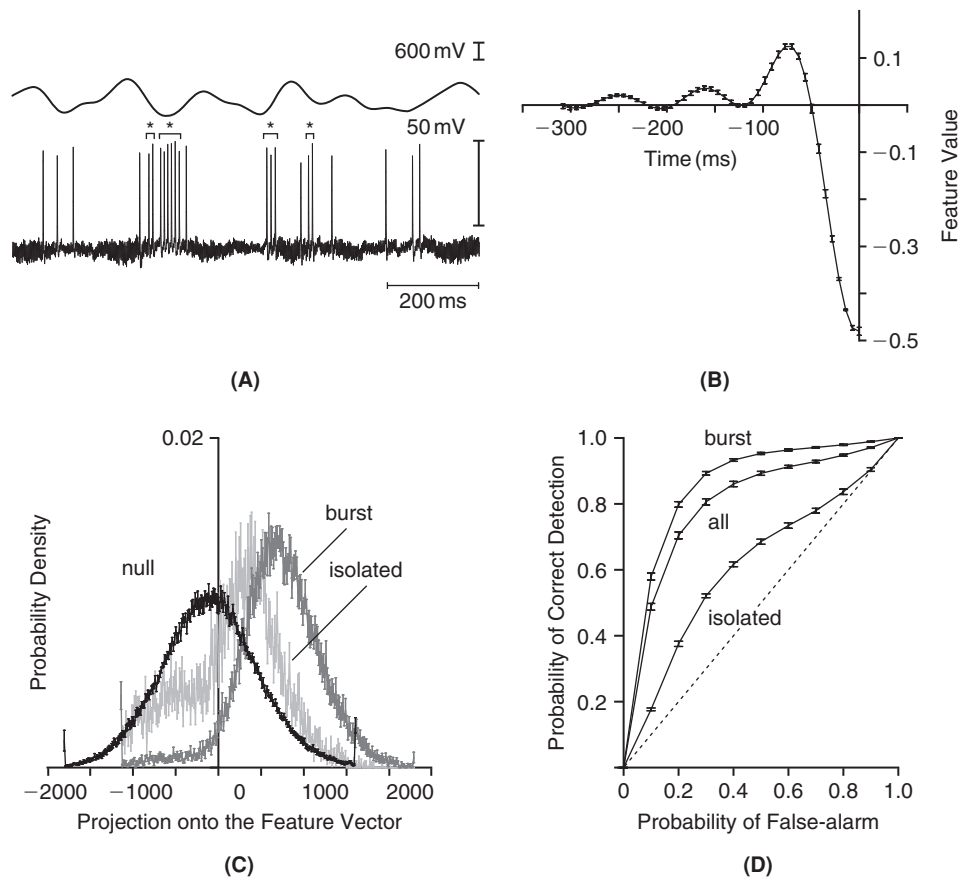 600 mV
* * * *
50 mV
200 ms
(A)
0.1
−300 −200 −100
Time (ms)
−0.1
−0.3
−0.5
Feature Value
(B)
0.02
Probability Density
null
burst
isolated
−2000 −1000 0 1000 2000
Projection onto the Feature Vector
(C)
1.0
0.8
0.6
0.4
0.2
Probability of Correct Detection
burst
all
isolated
0 0.2 0.4 0.6 0.8 1.0
Probability of False-alarm
(D)